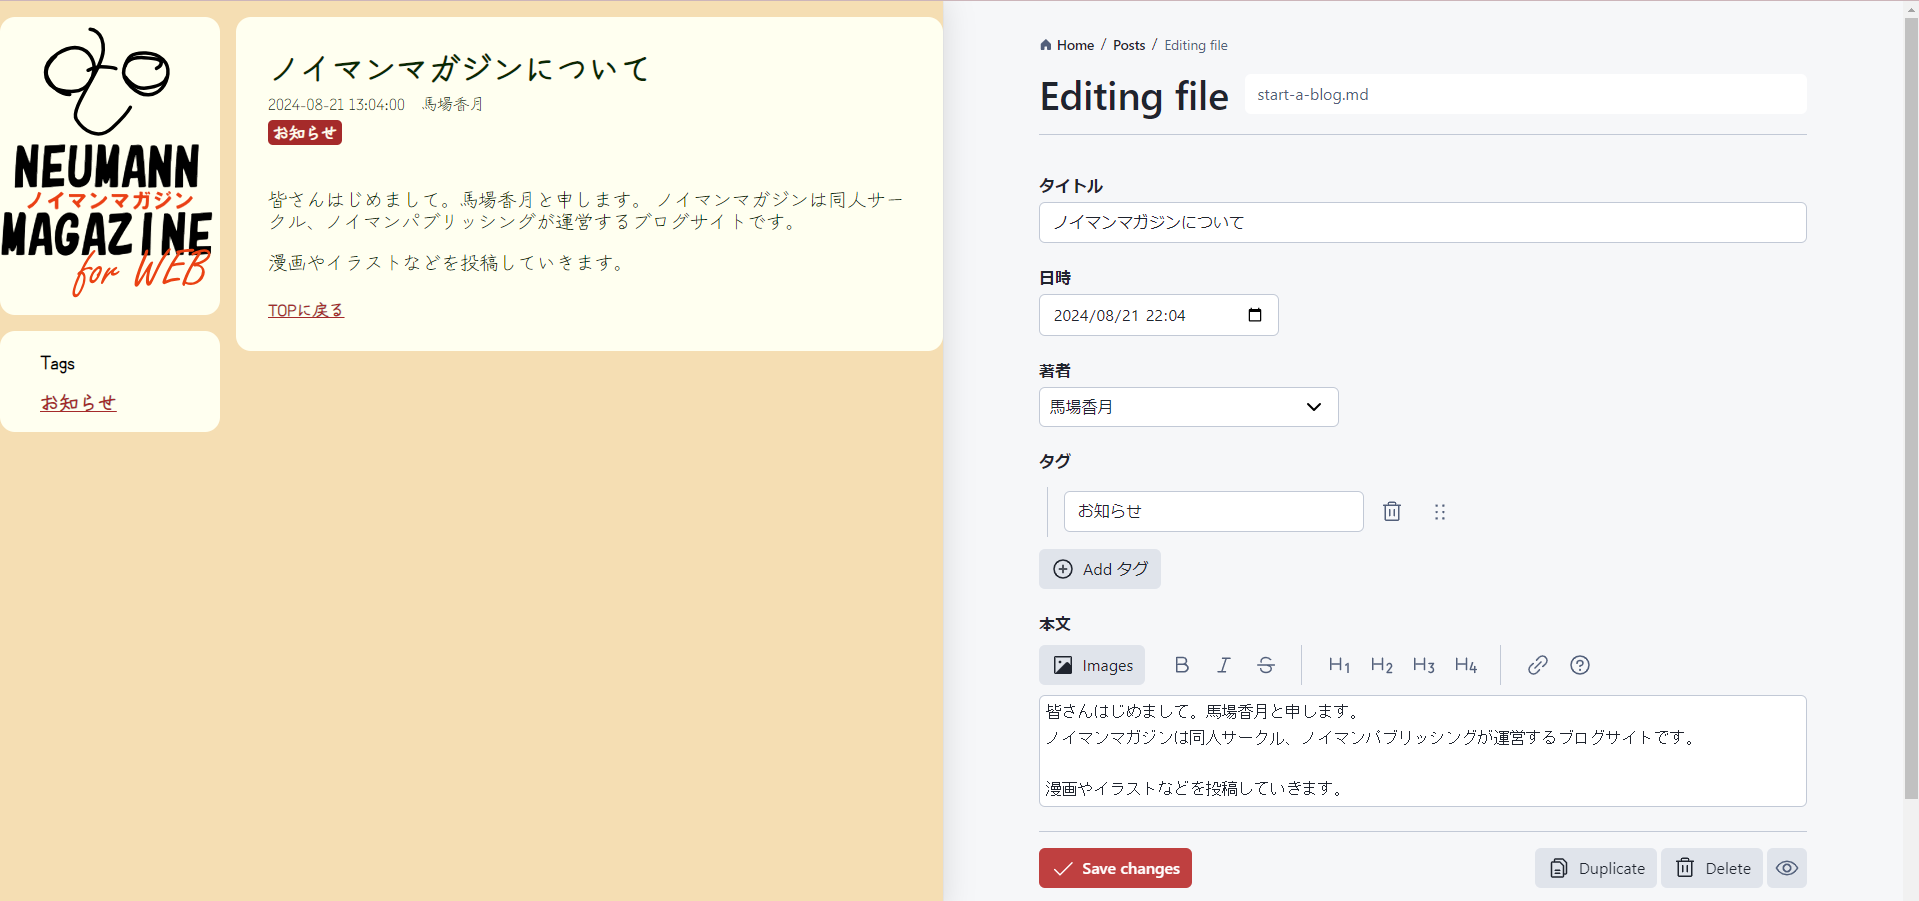 NEUMANN
ノイマンマガジン
MAGAZINE
for WEB
Tags
お知らせ
ノイマンマガジンについて
2024-08-21 13:04:00 馬場香月
お知らせ
皆さんはじめまして。馬場香月と申します。 ノイマンマガジンは同人サー
クル、ノイマンパブリッシングが運営するブログサイトです。
漫画やイラストなどを投稿していきます。
TOPに戻る
Home / Posts / Editing file
Editing file start-a-blog.md
タイトル
ノイマンマガジンについて
日時
2024/08/21 22:04
著者
馬場香月
タグ
お知らせ
Add タグ
本文
Images B I S H1 H2 H3 H4
皆さんはじめまして。馬場香月と申します。
ノイマンマガジンは同人サークル、ノイマンパブリッシングが運営するブログサイトです。
漫画やイラストなどを投稿していきます。
Save changes Duplicate Delete